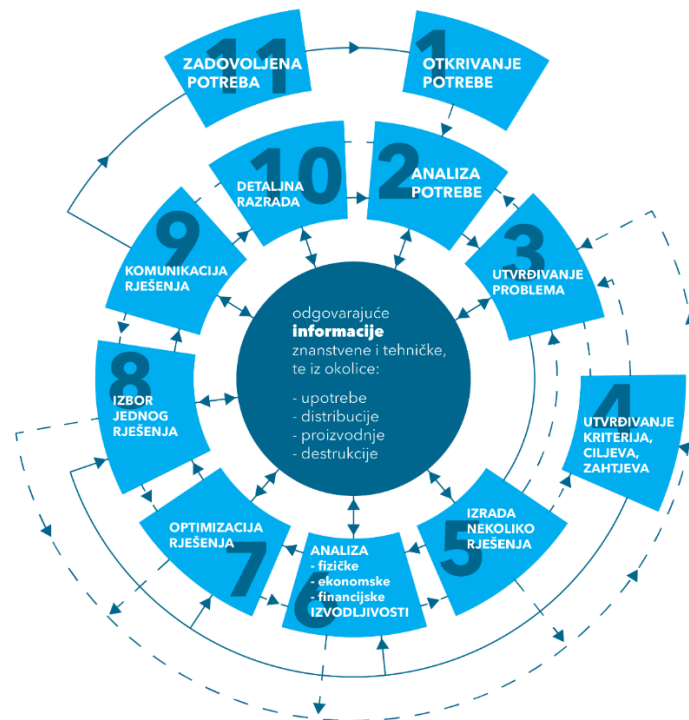 1
OTKRIVANJE
POTREBE
2
ANALIZA
POTREBE
3
UTVRĐIVANJE
PROBLEMA
4
UTVRĐIVANJE
KRITERIJA,
CILJEVA,
ZAHTJEVA
5
IZRADA
NEKOLIKO
RJEŠENJA
6
ANALIZA
- fizičke
- ekonomske
- financijske
IZVODLJIVOSTI
7
OPTIMIZACIJA
RJEŠENJA
8
IZBOR
JEDNOG
RJEŠENJA
9
KOMUNIKACIJA
RJEŠENJA
10
DETALJNA
RAZRADA
11
ZADOVOLJENA
POTREBA
odgovarajuće
informacije
znanstvene i tehničke,
te iz okolice:
- upotrebe
- distribucije
- proizvodnje
- destrukcije